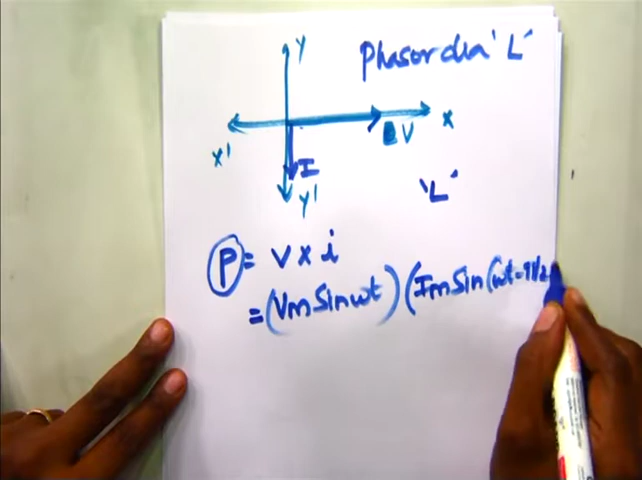 Y
Phasor dia 'L'
X
V
X'
I
Y'
'L'
P = V x i
= (Vm Sin wt) (Im Sin (wt - π/2